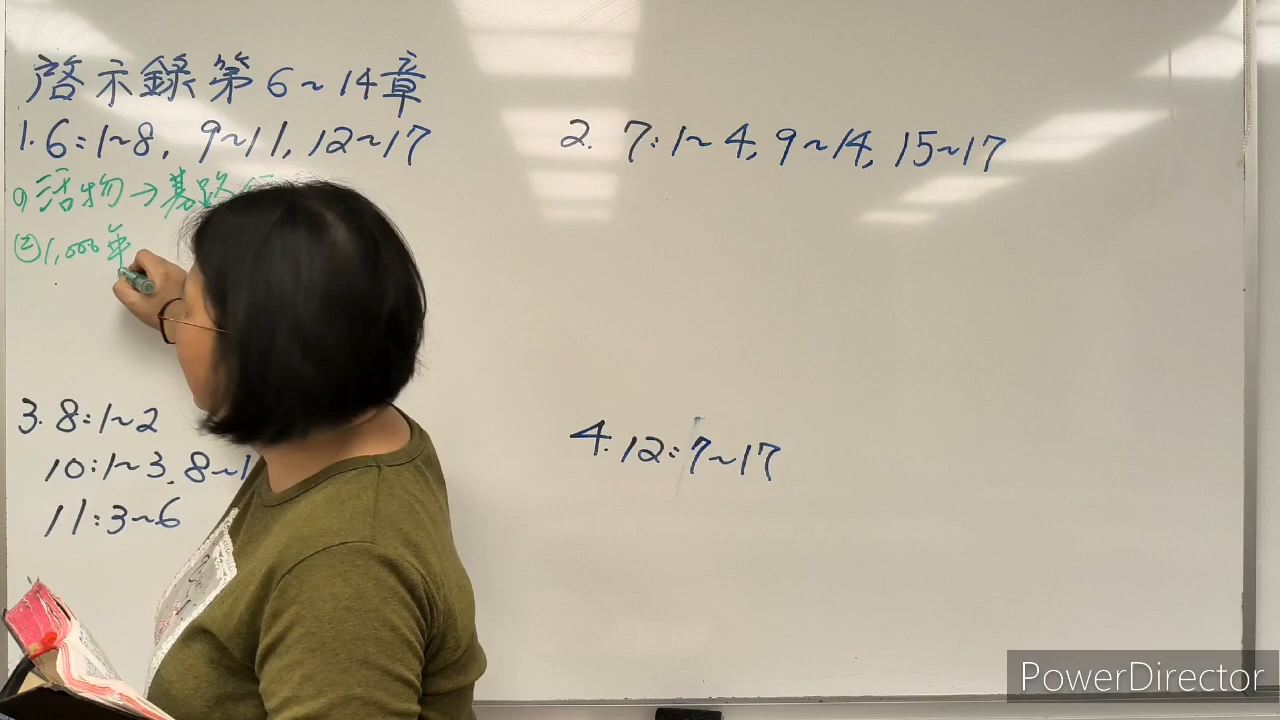 啓示錄第6~14章
1. 6:1~8, 9~11, 12~17
活物→基路
②1,000年
2. 7:1~4, 9~14, 15~17
3. 8:1~2
10:1~3, 8~1
11:3~6
4. 12:7~17
PowerDirector